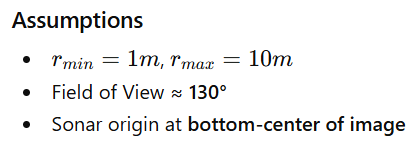 Assumptions
• r_min = 1m, r_max = 10m
• Field of View ≈ 130°
• Sonar origin at bottom-center of image